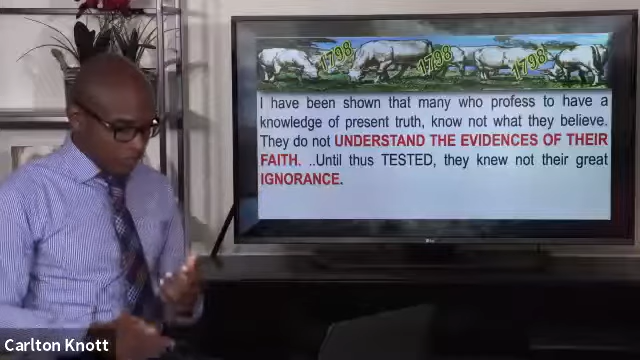 1798 1798 1798
I have been shown that many who profess to have a
knowledge of present truth, know not what they believe.
They do not UNDERSTAND THE EVIDENCES OF THEIR
FAITH. ..Until thus TESTED, they knew not their great
IGNORANCE.
Carlton Knott